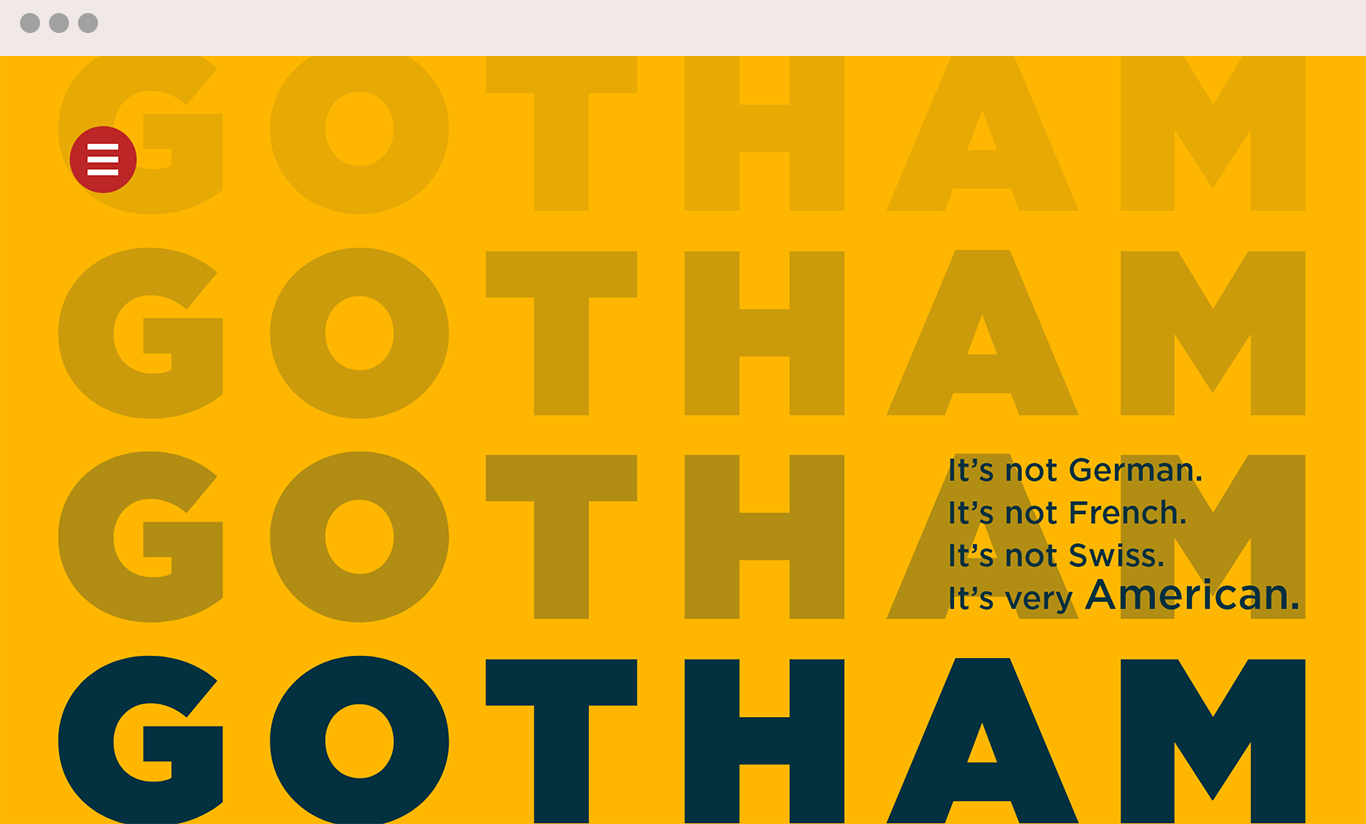 GOTHAM
GOTHAM
GOTHAM
It’s not German.
It’s not French.
It’s not Swiss.
It’s very American.
GOTHAM